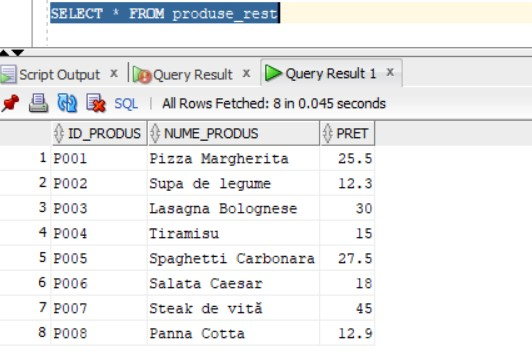 SELECT * FROM produse_rest
Script Output x Query Result x Query Result 1 x
SQL | All Rows Fetched: 8 in 0.045 seconds
ID_PRODUS NUME_PRODUS PRET
1 P001 Pizza Margherita 25.5
2 P002 Supa de legume 12.3
3 P003 Lasagna Bolognese 30
4 P004 Tiramisu 15
5 P005 Spaghetti Carbonara 27.5
6 P006 Salata Caesar 18
7 P007 Steak de vită 45
8 P008 Panna Cotta 12.9